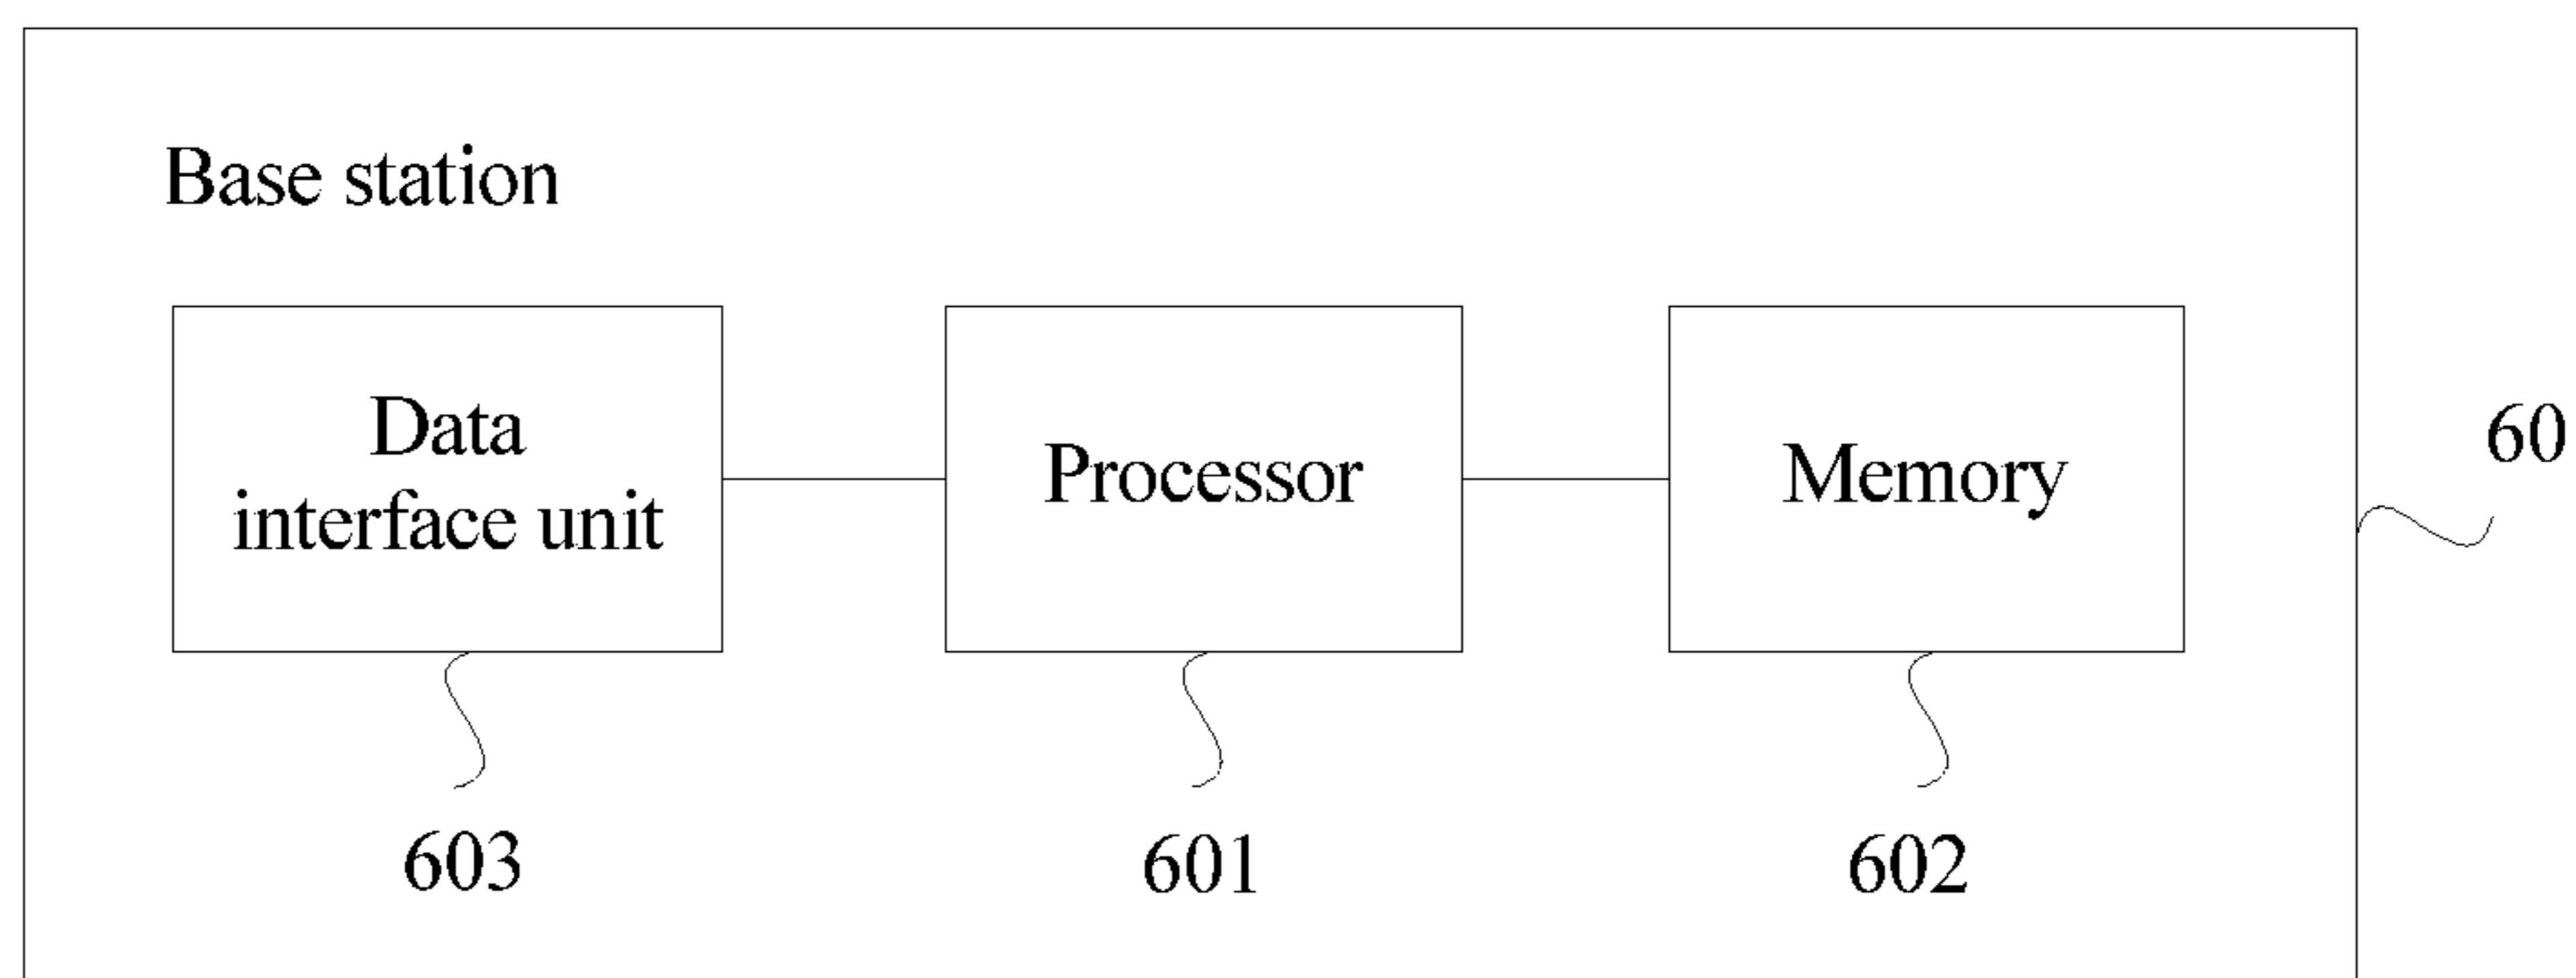 Base station
Data
interface unit
Processor
Memory
60
603
601
602